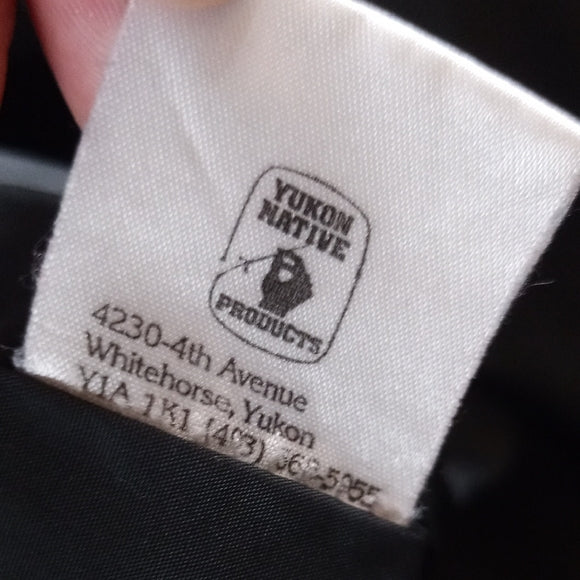 YUKON
NATIVE
PRODUCTS
4230-4th Avenue
Whitehorse, Yukon
Y1A 1K1